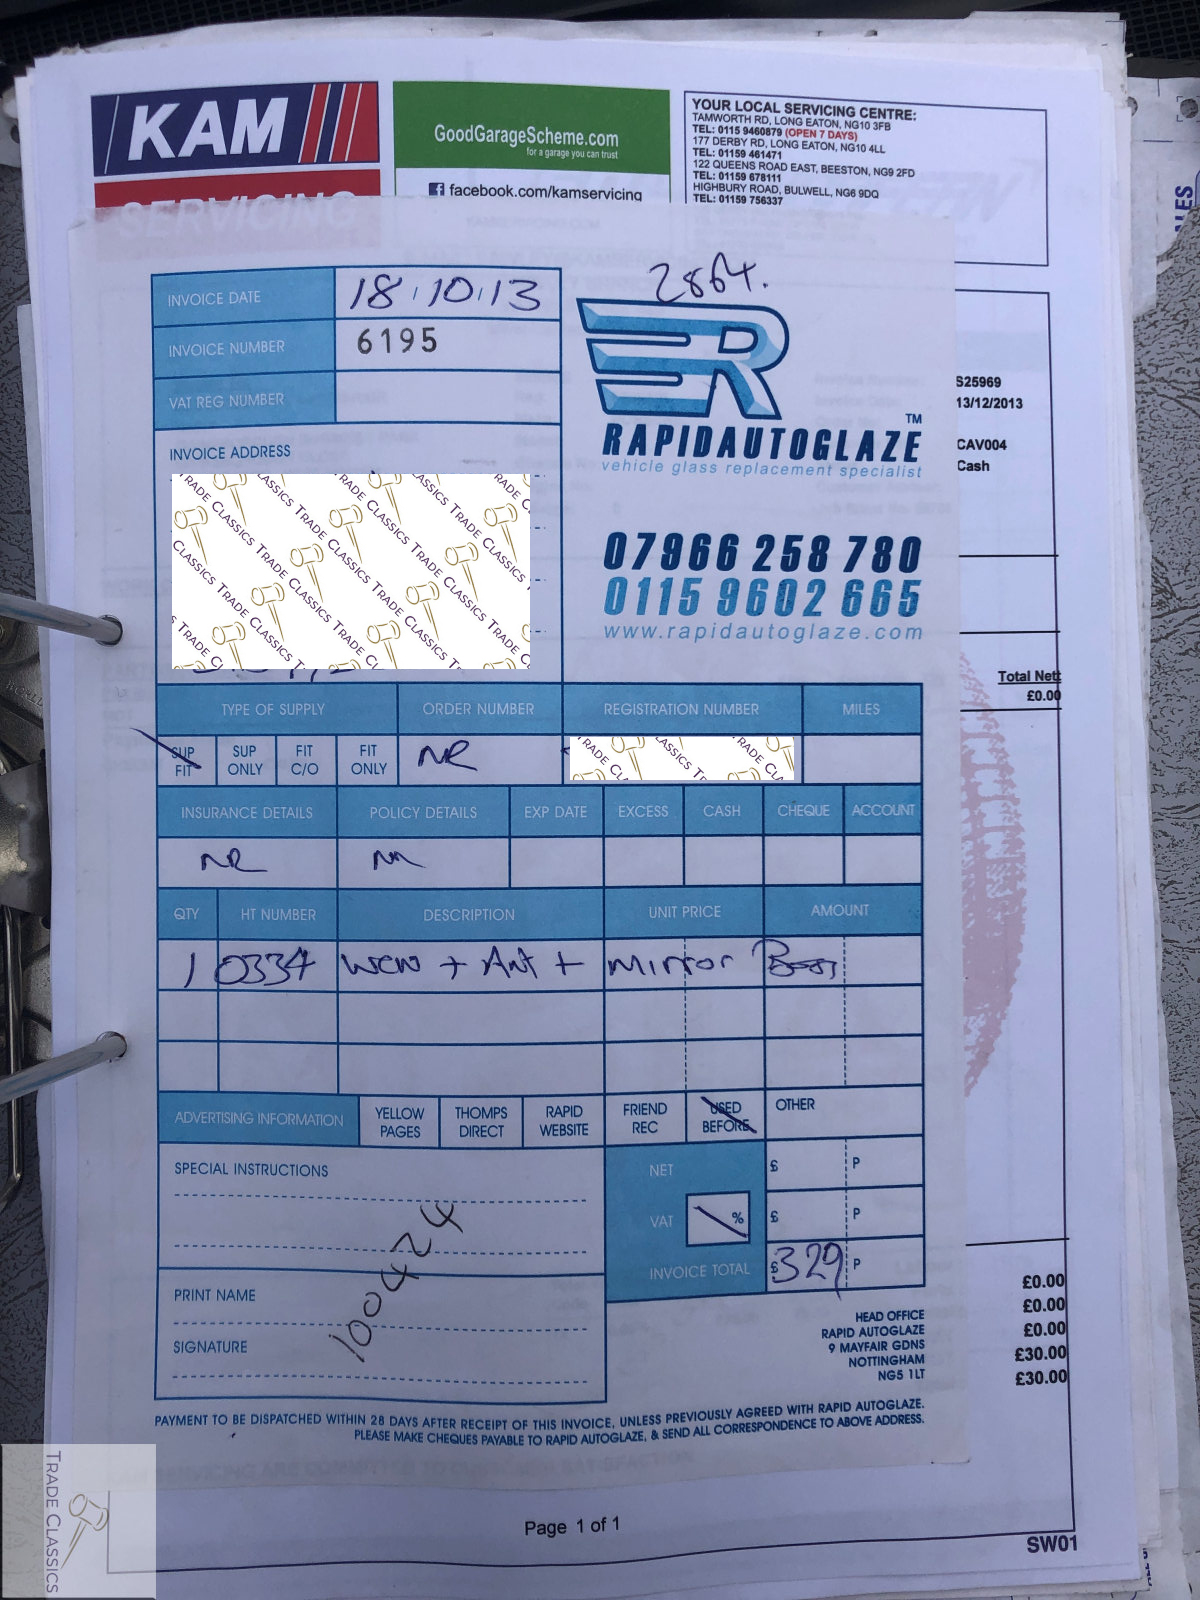 KAM
SERVICING
GoodGarageScheme.com
for a garage you can trust
facebook.com/kamservicing
YOUR LOCAL SERVICING CENTRE:
TAMWORTH RD, LONG EATON, NG10 3FB
TEL: 0115 9460879 (OPEN 7 DAYS)
177 DERBY RD, LONG EATON, NG10 4LL
TEL: 01159 461471
122 QUEENS ROAD EAST, BEESTON, NG9 2FD
TEL: 01159 678111
HIGHBURY ROAD, BULWELL, NG6 9DQ
TEL: 01159 756337
2864.
INVOICE DATE 18.10.13
INVOICE NUMBER 6195
VAT REG NUMBER
INVOICE ADDRESS
R
RAPIDAUTOGLAZE TM
vehicle glass replacement specialist
07966 258 780
0115 9602 665
www.rapidautoglaze.com
S25969
13/12/2013
CAV004
Cash
Total Nett
£0.00
TRADE CLASSICS TRADE CLASSICS TRADE CLASSICS
TYPE OF SUPPLY ORDER NUMBER REGISTRATION NUMBER MILES
SUP FIT SUP ONLY FIT C/O FIT ONLY NR
INSURANCE DETAILS POLICY DETAILS EXP DATE EXCESS CASH CHEQUE ACCOUNT
NR
QTY HT NUMBER DESCRIPTION UNIT PRICE AMOUNT
1 0334 WCW + Ant + Mirror Boss
ADVERTISING INFORMATION YELLOW PAGES THOMPS DIRECT RAPID WEBSITE FRIEND REC USED BEFORE OTHER
SPECIAL INSTRUCTIONS
NET £ P
VAT % £ P
INVOICE TOTAL £329 P
100424
PRINT NAME
SIGNATURE
HEAD OFFICE
RAPID AUTOGLAZE
9 MAYFAIR GDNS
NOTTINGHAM
NG5 1LT
£0.00
£0.00
£0.00
£30.00
£30.00
PAYMENT TO BE DISPATCHED WITHIN 28 DAYS AFTER RECEIPT OF THIS INVOICE, UNLESS PREVIOUSLY AGREED WITH RAPID AUTOGLAZE.
PLEASE MAKE CHEQUES PAYABLE TO RAPID AUTOGLAZE, & SEND ALL CORRESPONDENCE TO ABOVE ADDRESS.
Page 1 of 1
SW01
TRADE CLASSICS